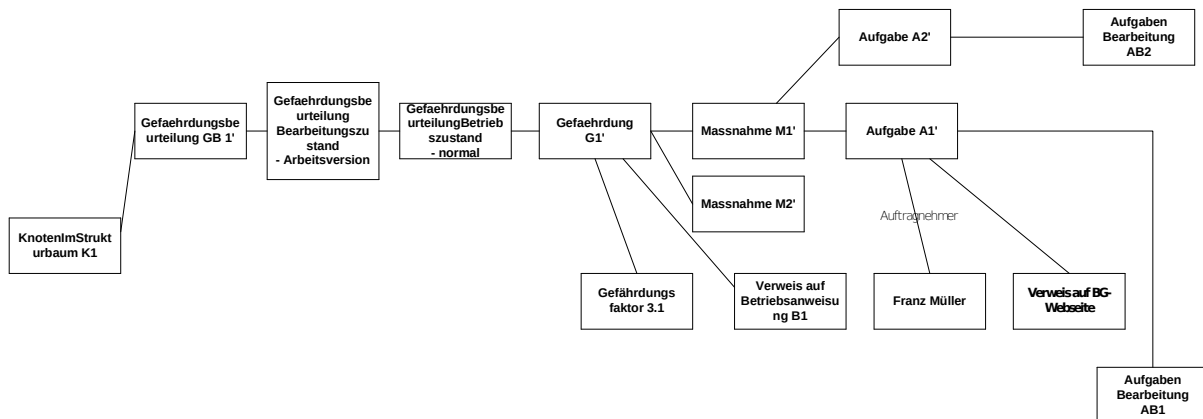 Aufgabe A2'
Aufgaben
Bearbeitung
AB2
Gefaehrdungsbe
urteilung GB 1'
Gefaehrdungsbe
urteilung
Bearbeitungszu
stand
- Arbeitsversion
Gefaehrdungsbe
urteilungBetrieb
szustand
- normal
Gefaehrdung
G1'
Massnahme M1'
Aufgabe A1'
Massnahme M2'
Auftragnehmer
KnotenImStrukt
urbaum K1
Gefährdungs
faktor 3.1
Verweis auf
Betriebsanweisu
ng B1
Franz Müller
Verweis auf BG-
Webseite
Aufgaben
Bearbeitung
AB1